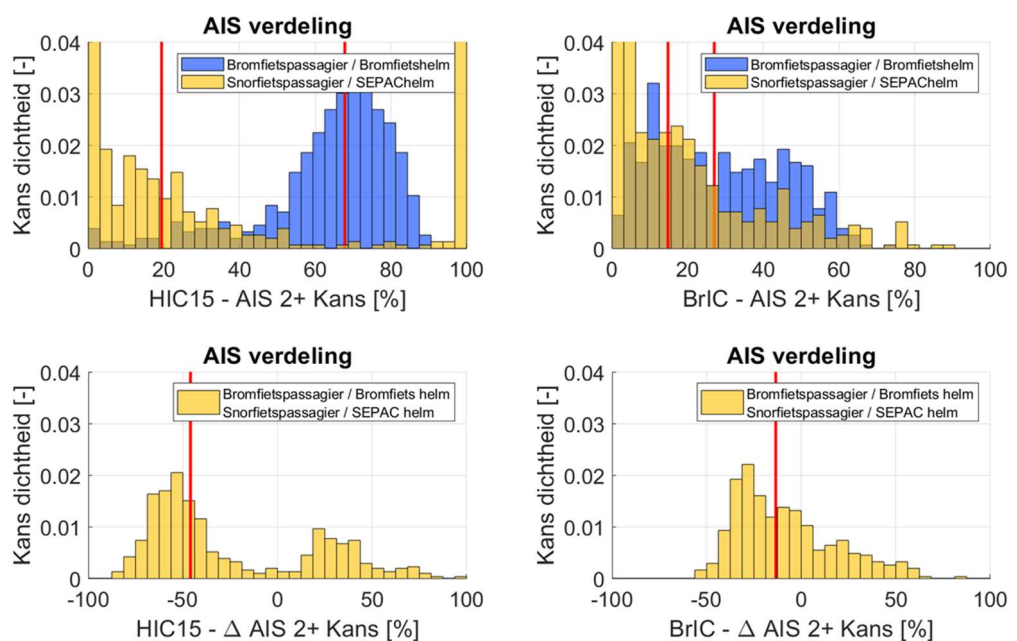 AIS verdeling
Kans dichtheid [-]
0.04
0.03
0.02
0.01
0
Bromfietspassagier / Bromfietshelm
Snorfietspassagier / SEPAChelm
0 20 40 60 80 100
HIC15 - AIS 2+ Kans [%]
AIS verdeling
Kans dichtheid [-]
0.04
0.03
0.02
0.01
0
Bromfietspassagier / Bromfietshelm
Snorfietspassagier / SEPAChelm
0 20 40 60 80 100
BrIC - AIS 2+ Kans [%]
AIS verdeling
Kans dichtheid [-]
0.04
0.03
0.02
0.01
0
Bromfietspassagier / Bromfiets helm
Snorfietspassagier / SEPAC helm
-100 -50 0 50 100
HIC15 - Δ AIS 2+ Kans [%]
AIS verdeling
Kans dichtheid [-]
0.04
0.03
0.02
0.01
0
Bromfietspassagier / Bromfiets helm
Snorfietspassagier / SEPAC helm
-100 -50 0 50 100
BrIC - Δ AIS 2+ Kans [%]